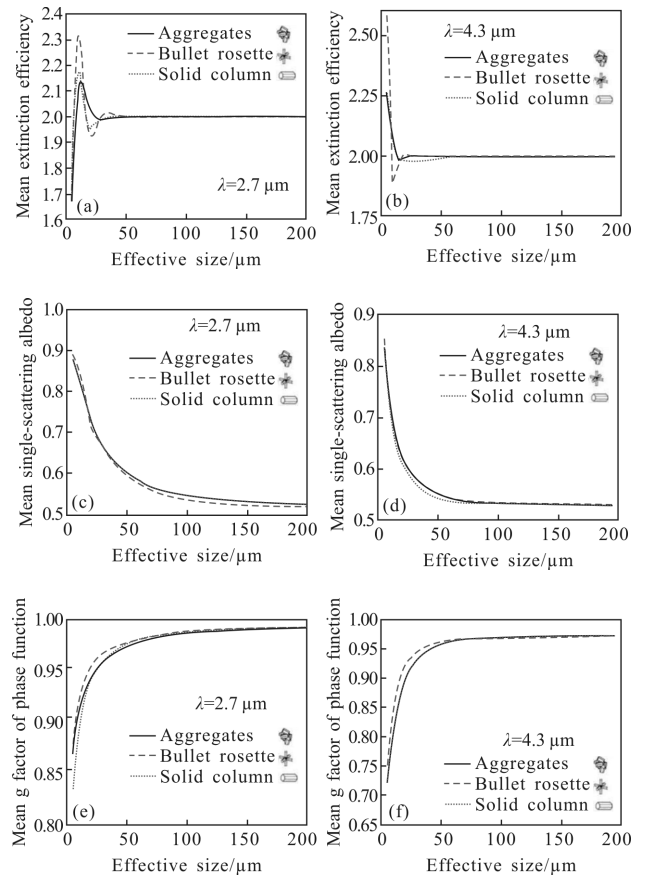 2.4
2.3
2.2
2.1
2.0
1.9
1.8
1.7
1.6
Mean extinction efficiency
Aggregates
Bullet rosette
Solid column
λ=2.7 μm
(a)
0 50 100 150 200
Effective size/μm
2.50
2.25
2.00
1.75
Mean extinction efficiency
λ=4.3 μm
Aggregates
Bullet rosette
Solid column
(b)
0 50 100 150 200
Effective size/μm
1.0
0.9
0.8
0.7
0.6
0.5
Mean single-scattering albedo
λ=2.7 μm
Aggregates
Bullet rosette
Solid column
(c)
0 50 100 150 200
Effective size/μm
0.9
0.8
0.7
0.6
0.5
Mean single-scattering albedo
λ=4.3 μm
Aggregates
Bullet rosette
Solid column
(d)
0 50 100 150 200
Effective size/μm
1.00
0.95
0.90
0.85
0.80
Mean g factor of phase function
λ=2.7 μm
Aggregates
Bullet rosette
Solid column
(e)
0 50 100 150 200
Effective size/μm
1.00
0.95
0.90
0.85
0.80
0.75
0.70
0.65
Mean g factor of phase function
λ=4.3 μm
Aggregates
Bullet rosette
Solid column
(f)
0.60
0 50 100 150 200
Effective size/μm